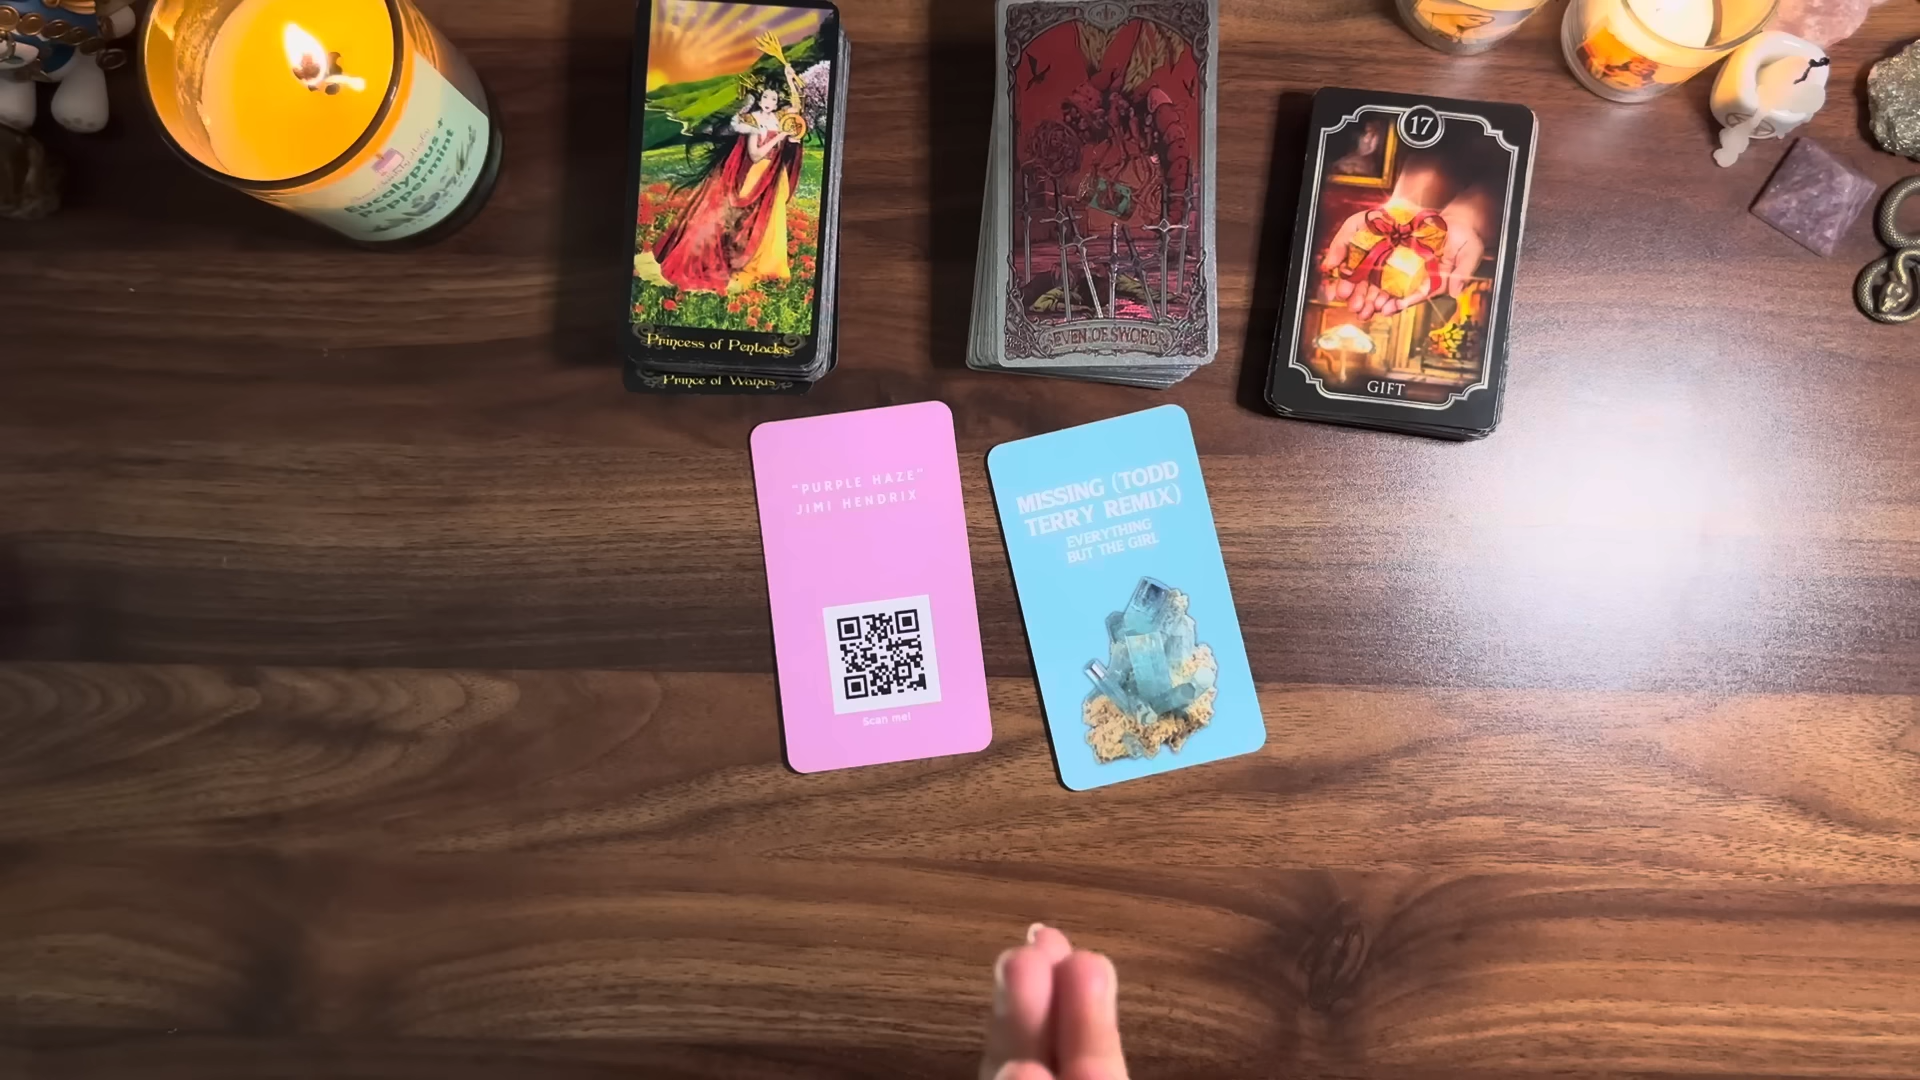 Eucalyptus +
Peppermint
Princess of Pentacles
Prince of Wands
EVEN OF SWORDS
17
GIFT
"PURPLE HAZE"
JIMI HENDRIX
Scan me!
MISSING (TODD
TERRY REMIX)
EVERYTHING
BUT THE GIRL